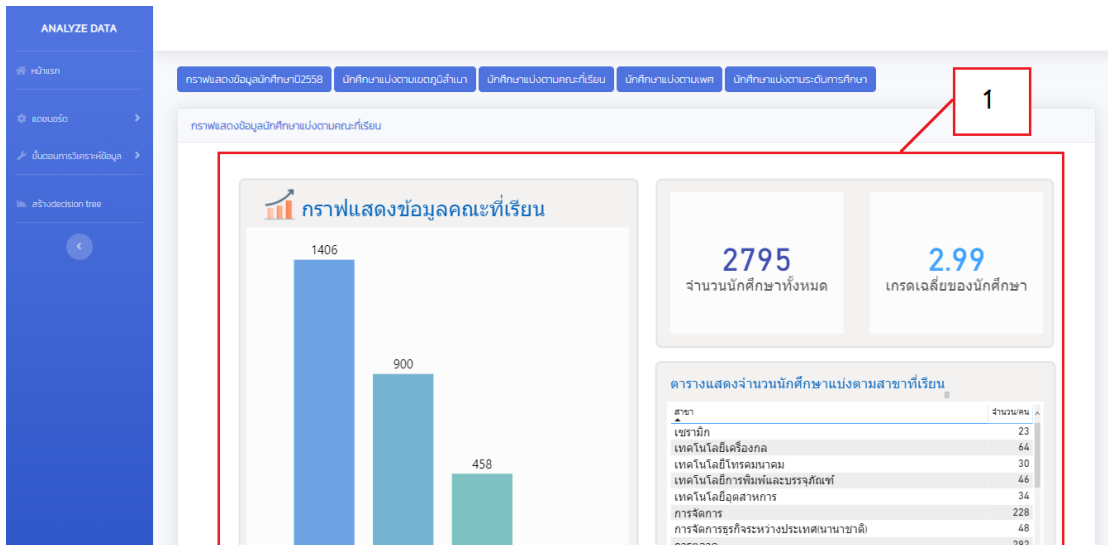 ANALYZE DATA
หน้าแรก
แดชบอร์ด
ขั้นตอนการวิเคราะห์ข้อมูล
สร้างdecision tree
กราฟแสดงข้อมูลนักศึกษาปี2558
นักศึกษาแบ่งตามเขตภูมิลำเนา
นักศึกษาแบ่งตามคณะที่เรียน
นักศึกษาแบ่งตามเพศ
นักศึกษาแบ่งตามระดับการศึกษา
1
กราฟแสดงข้อมูลนักศึกษาแบ่งตามคณะที่เรียน
กราฟแสดงข้อมูลคณะที่เรียน
1406
900
458
2795
จำนวนนักศึกษาทั้งหมด
2.99
เกรดเฉลี่ยของนักศึกษา
ตารางแสดงจำนวนนักศึกษาแบ่งตามสาขาที่เรียน
สาขา จำนวน/คน
เซรามิก 23
เทคโนโลยีเครื่องกล 64
เทคโนโลยีโทรคมนาคม 30
เทคโนโลยีการพิมพ์และบรรจุภัณฑ์ 46
เทคโนโลยีอุตสาหการ 34
การจัดการ 228
การจัดการธุรกิจระหว่างประเทศ(นานาชาติ) 48
การตลาด 282